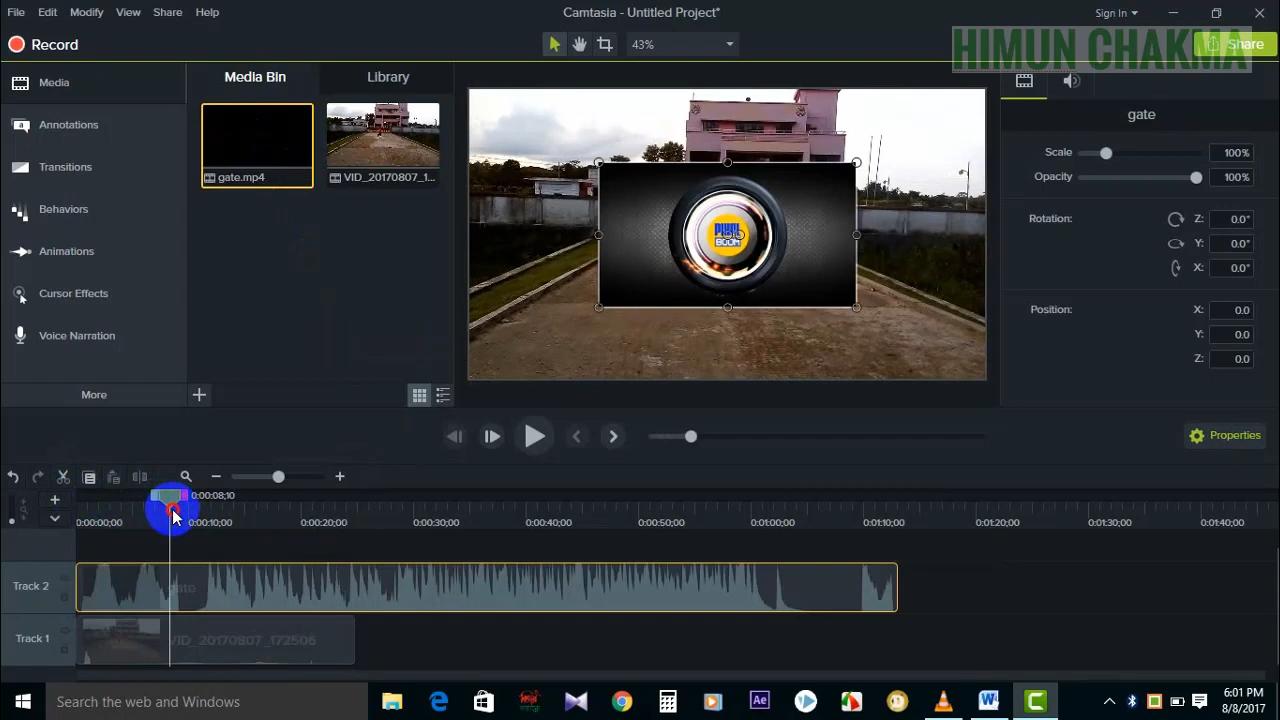 File Edit Modify View Share Help
Camtasia - Untitled Project*
Sign In
Record
43%
Share
HIMUN CHAKMA
Media
Annotations
Transitions
Behaviors
Animations
Cursor Effects
Voice Narration
More
Media Bin
Library
gate.mp4
VID_20170807_1...
PIXEL
BOOM
gate
Scale
100%
Opacity
100%
Rotation:
Z: 0.0°
Y: 0.0°
X: 0.0°
Position:
X: 0.0
Y: 0.0
Z: 0.0
Properties
0:00:08;10
0:00:00;00
0:00:10;00
0:00:20;00
0:00:30;00
0:00:40;00
0:00:50;00
0:01:00;00
0:01:10;00
0:01:20;00
0:01:30;00
0:01:40;00
Track 2
gate
Track 1
VID_20170807_172506
Search the web and Windows
Ae
6:01 PM
8/8/2017